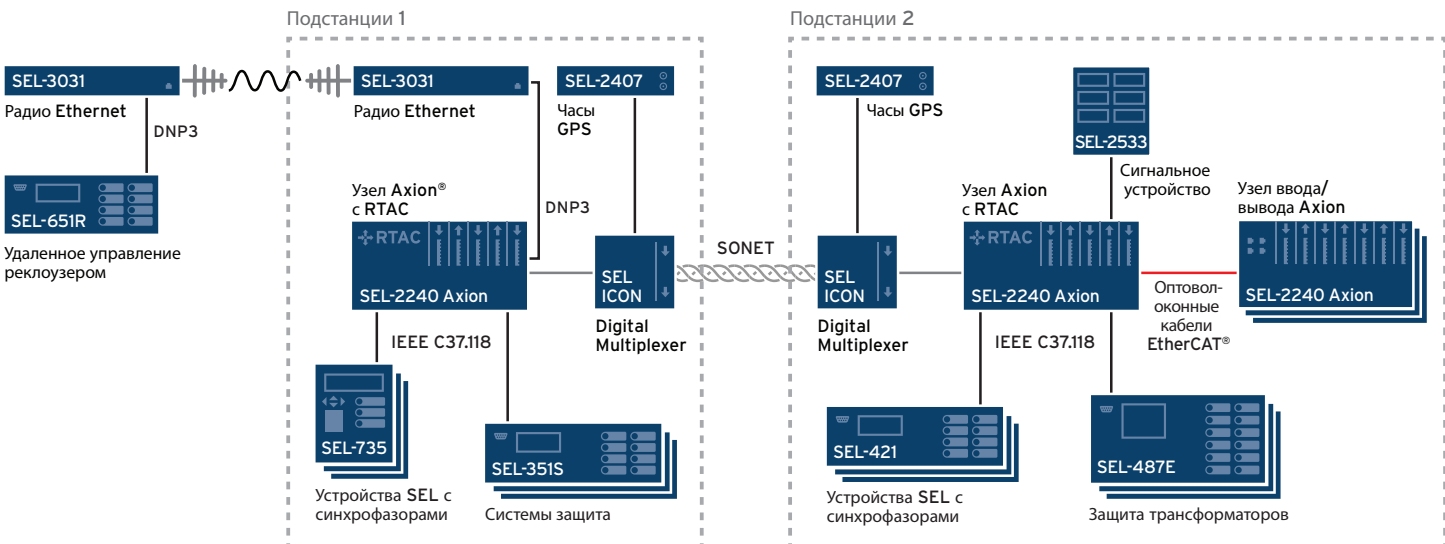 Подстанции 1
Подстанции 2
SEL-3031
Радио Ethernet
DNP3
SEL-651R
Удаленное управление
реклоузером
SEL-3031
Радио Ethernet
DNP3
SEL-2407
Часы
GPS
Узел Axion®
с RTAC
RTAC
SEL-2240 Axion
SEL
ICON
Digital
Multiplexer
IEEE C37.118
SEL-735
Устройства SEL с
синхрофазорами
SEL-351S
Системы защита
SONET
SEL-2407
Часы GPS
SEL
ICON
Digital
Multiplexer
SEL-2533
Сигнальное
устройство
Узел Axion
с RTAC
RTAC
SEL-2240 Axion
Оптовол-
оконные
кабели
EtherCAT®
Узел ввода/
вывода Axion
SEL-2240 Axion
IEEE C37.118
SEL-421
Устройства SEL с
синхрофазорами
SEL-487E
Защита трансформаторов